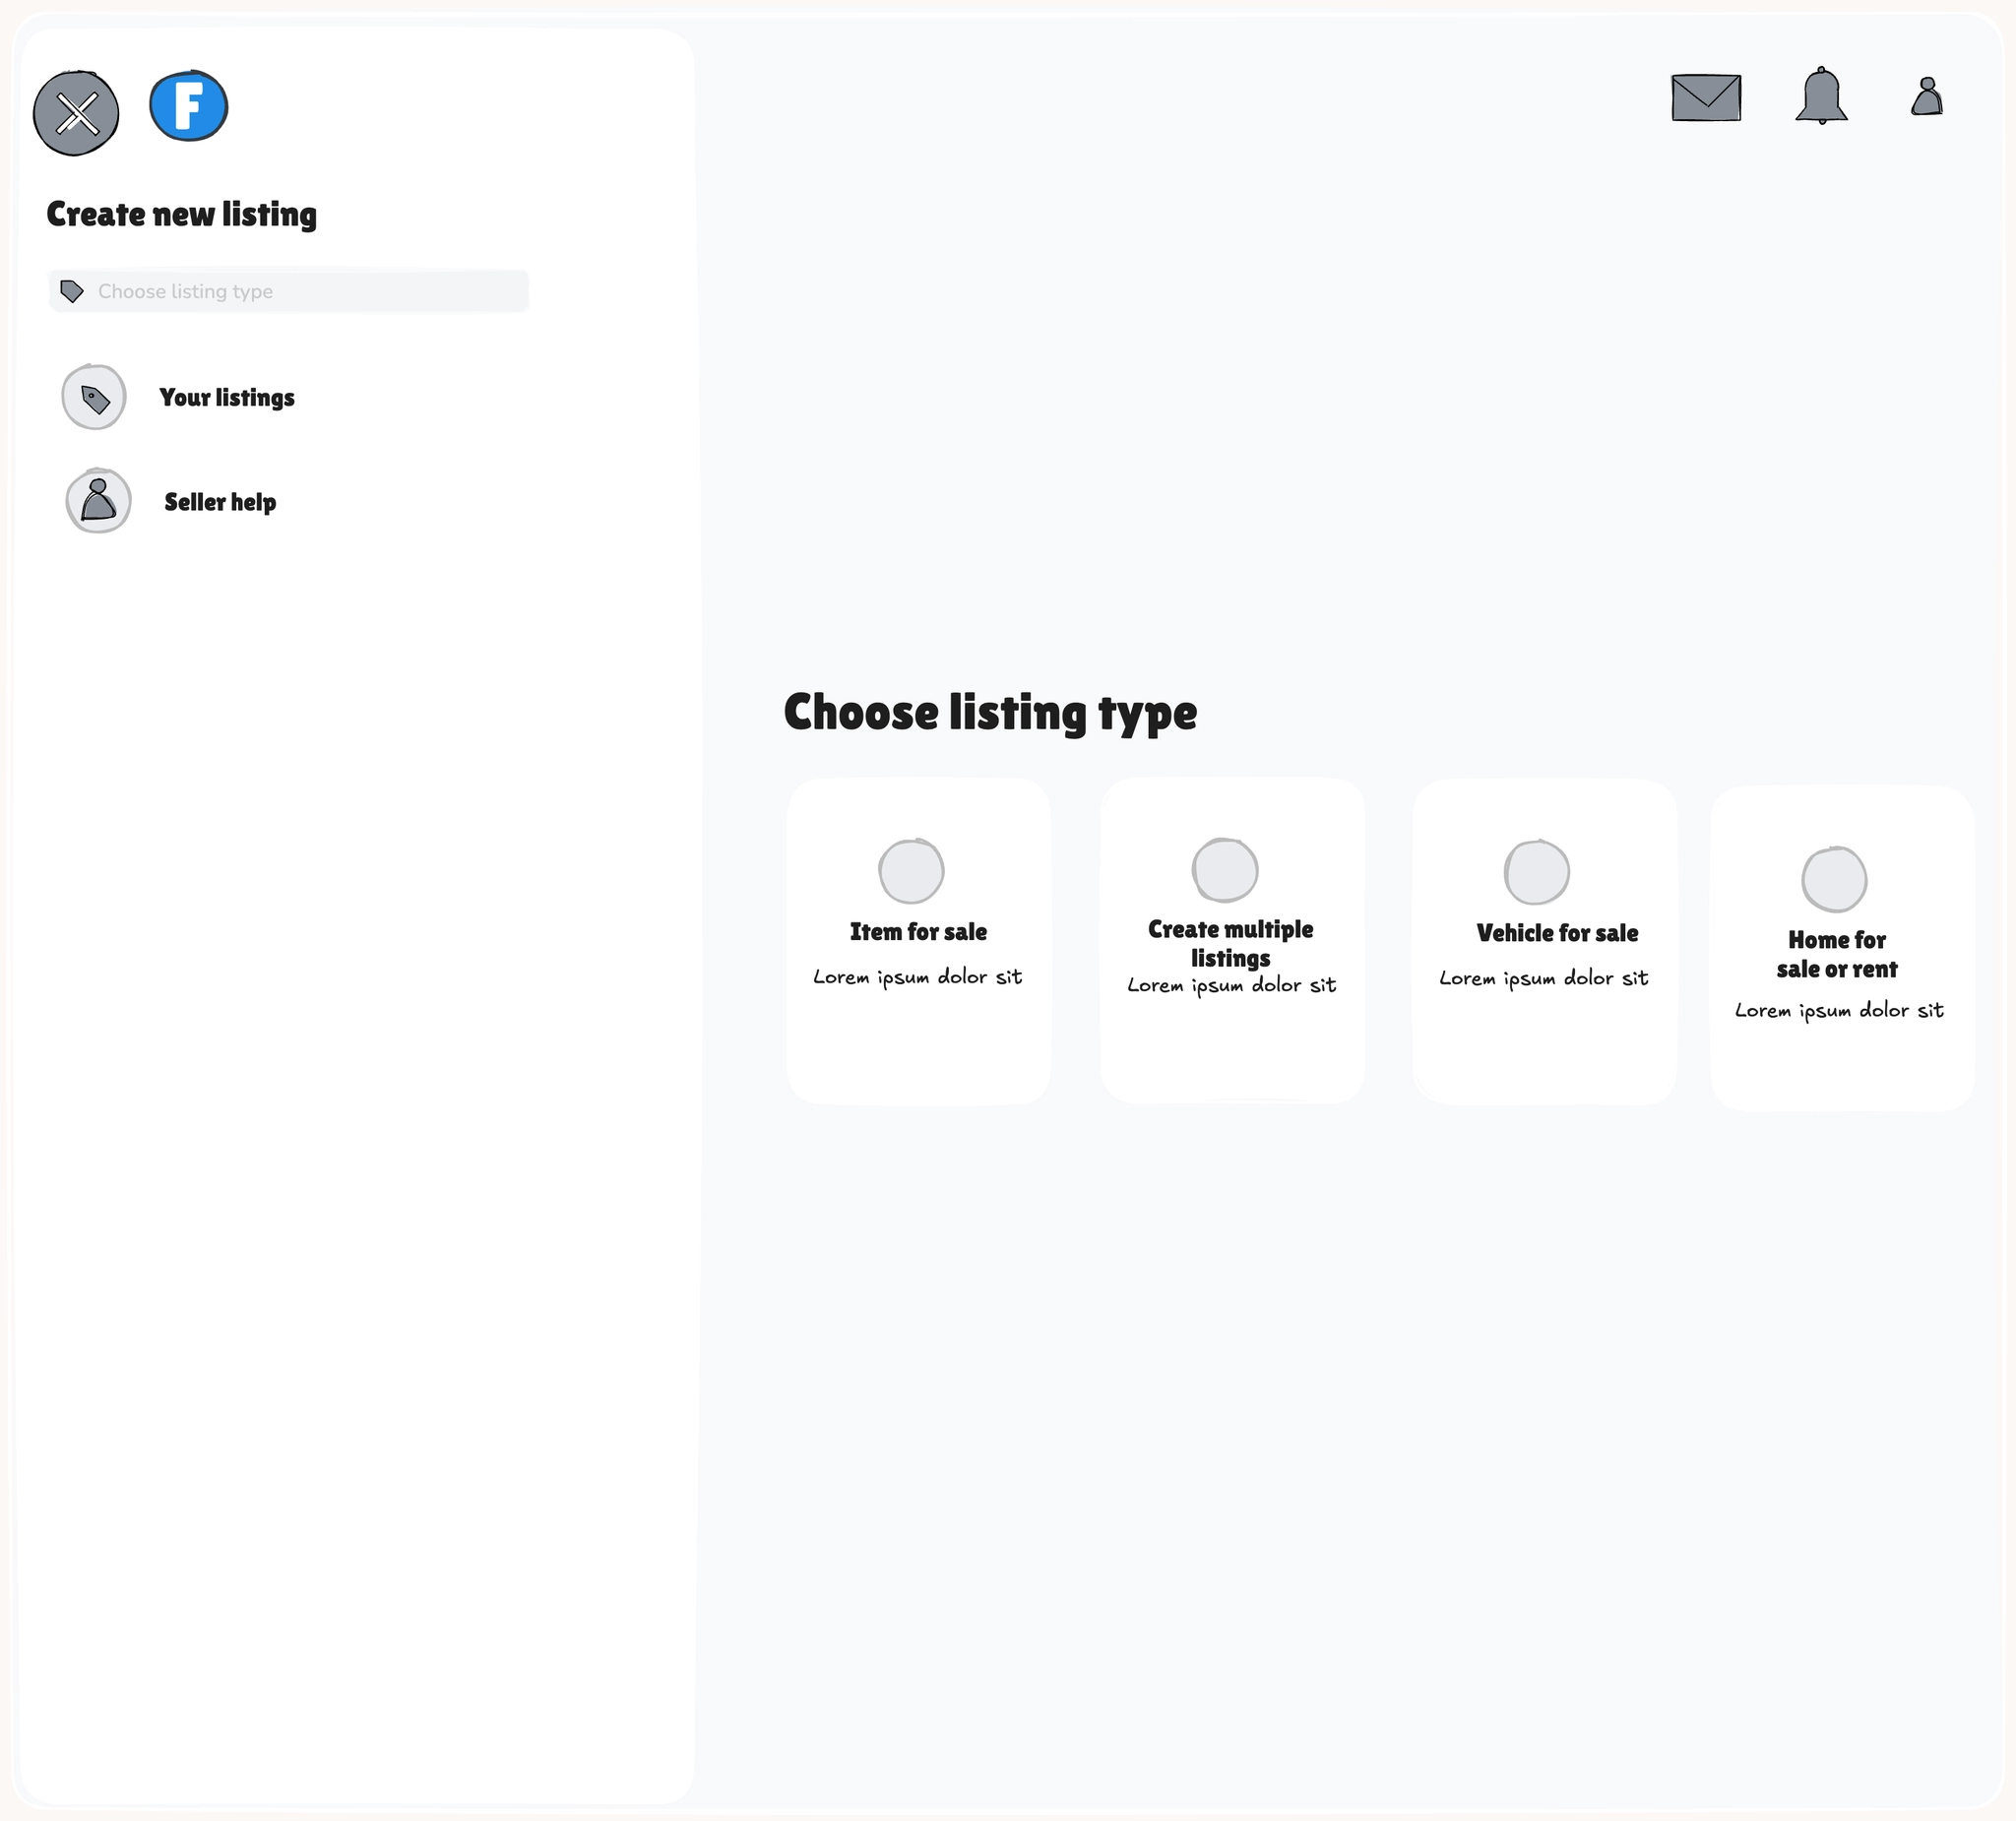 F
Create new listing
Choose listing type
Your listings
Seller help
Choose listing type
Item for sale
Lorem ipsum dolor sit
Create multiple
listings
Lorem ipsum dolor sit
Vehicle for sale
Lorem ipsum dolor sit
Home for
sale or rent
Lorem ipsum dolor sit